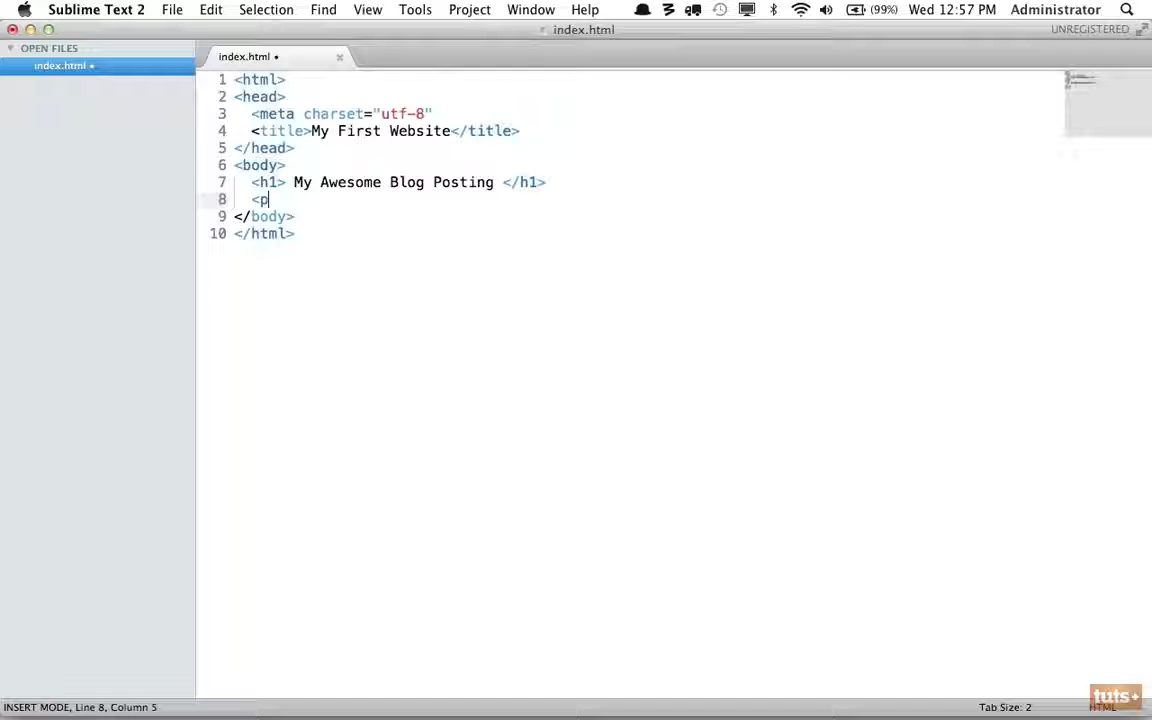 Sublime Text 2 File Edit Selection Find View Tools Project Window Help (99%) Wed 12:57 PM Administrator
index.html UNREGISTERED
OPEN FILES
index.html
index.html
1 <html>
2 <head>
3 <meta charset="utf-8"
4 <title>My First Website</title>
5 </head>
6 <body>
7 <h1> My Awesome Blog Posting </h1>
8 <p
9 </body>
10 </html>
tuts+
INSERT MODE, Line 8, Column 5 Tab Size: 2 HTML